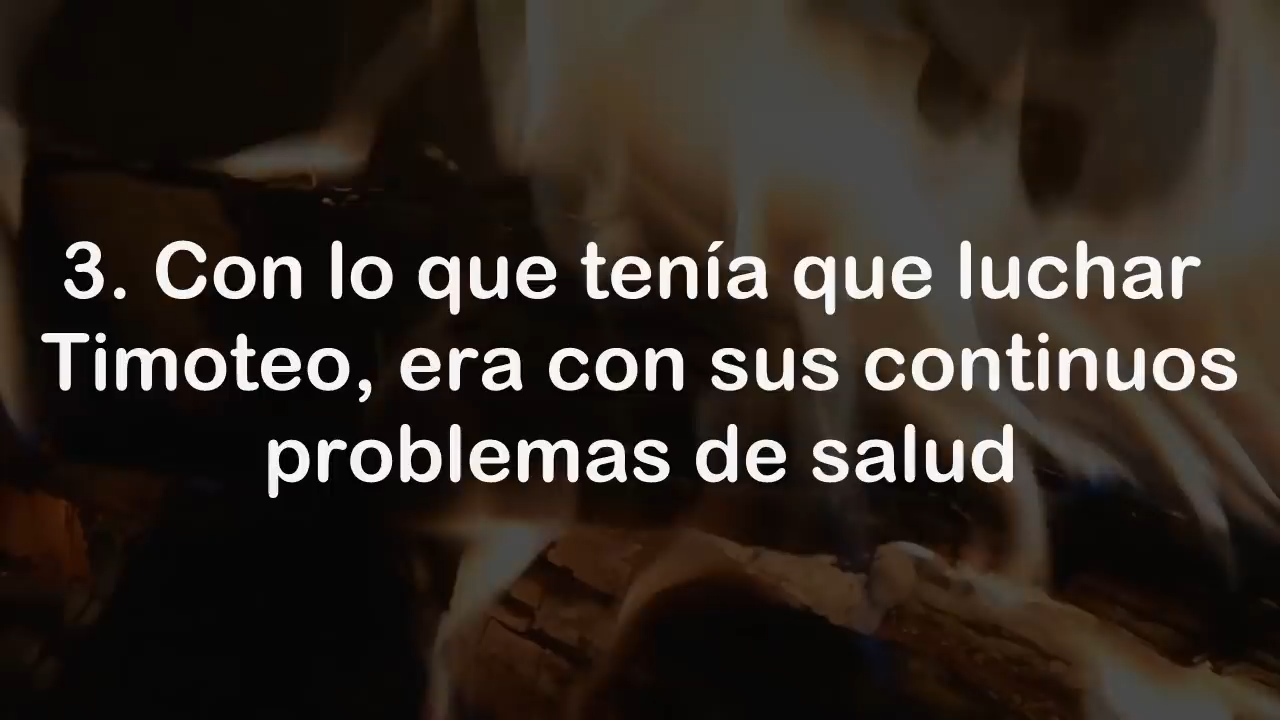 3. Con lo que tenía que luchar
Timoteo, era con sus continuos
problemas de salud